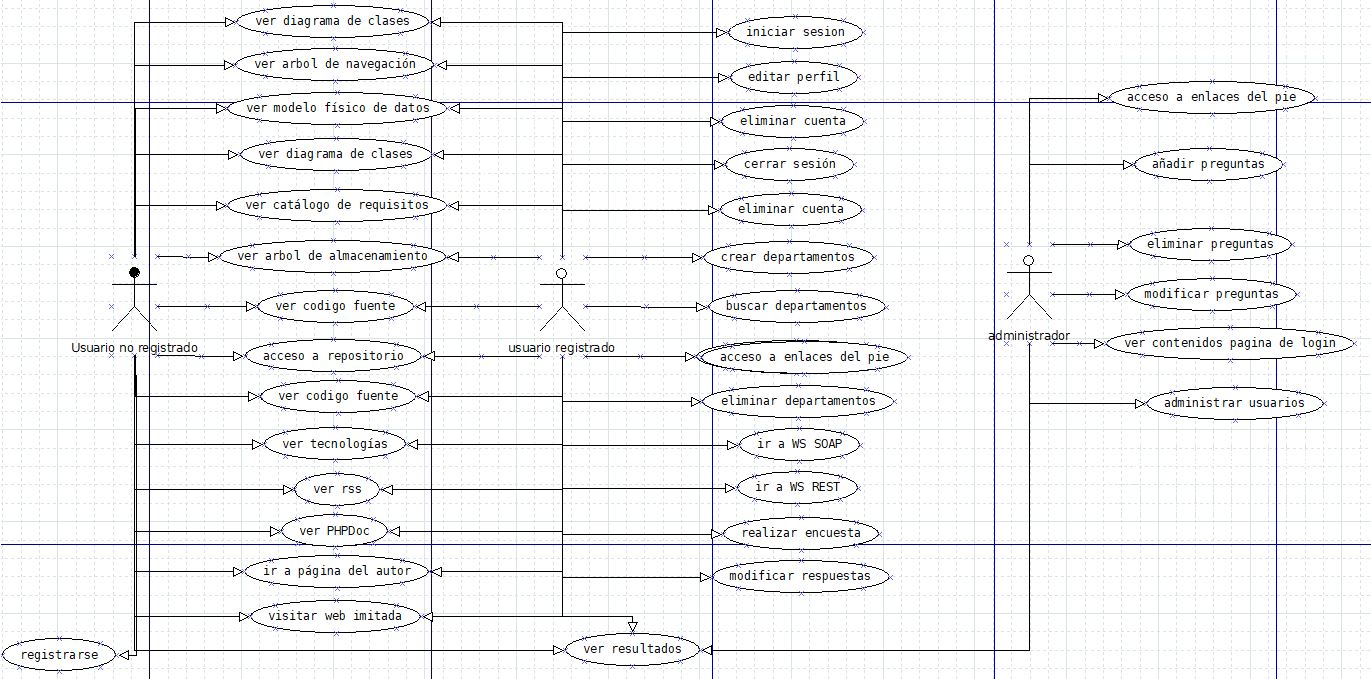 ver diagrama de clases
ver arbol de navegación
ver modelo físico de datos
ver diagrama de clases
ver catálogo de requisitos
ver arbol de almacenamiento
ver codigo fuente
acceso a repositorio
ver codigo fuente
ver tecnologías
ver rss
ver PHPDoc
ir a página del autor
visitar web imitada
Usuario no registrado
registrarse
usuario registrado
ver resultados
iniciar sesion
editar perfil
eliminar cuenta
cerrar sesión
eliminar cuenta
crear departamentos
buscar departamentos
acceso a enlaces del pie
eliminar departamentos
ir a WS SOAP
ir a WS REST
realizar encuesta
modificar respuestas
administrador
acceso a enlaces del pie
añadir preguntas
eliminar preguntas
modificar preguntas
ver contenidos pagina de login
administrar usuarios